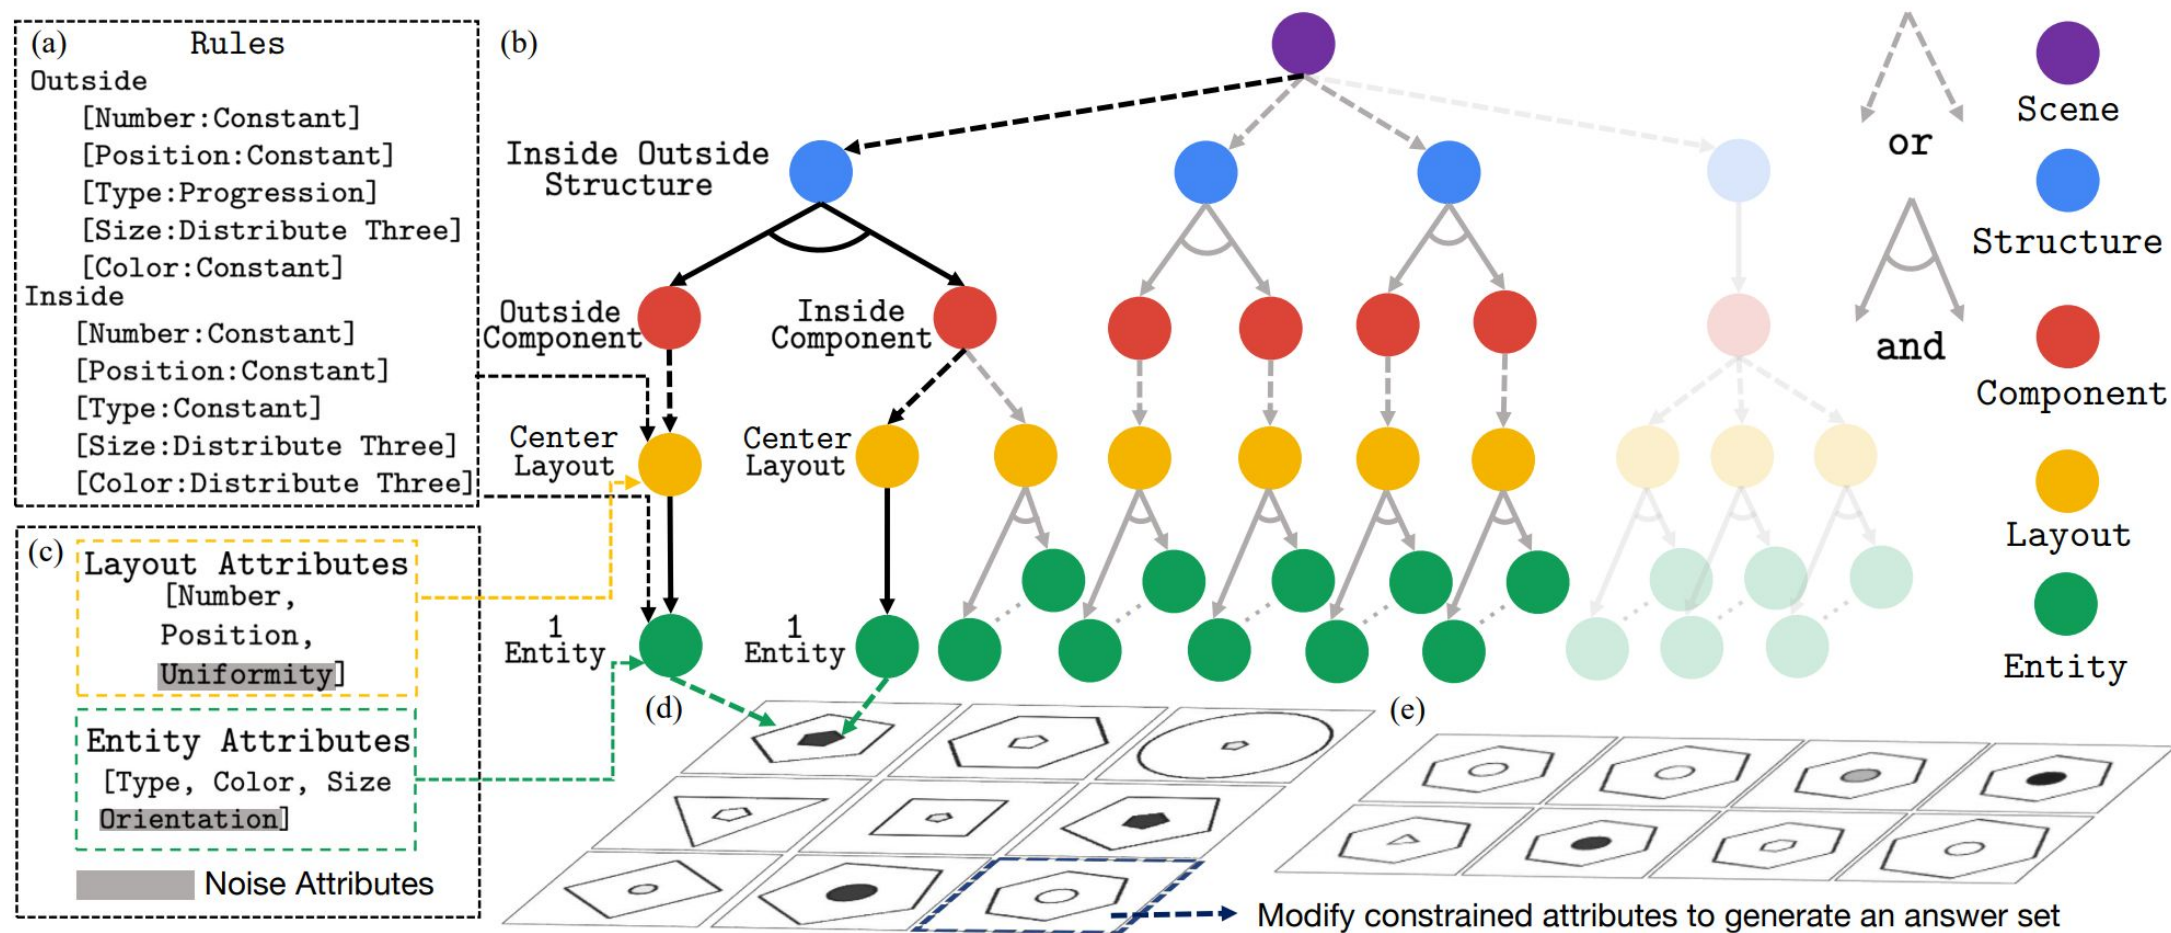 (a) Rules
Outside
[Number:Constant]
[Position:Constant]
[Type:Progression]
[Size:Distribute Three]
[Color:Constant]
Inside
[Number:Constant]
[Position:Constant]
[Type:Constant]
[Size:Distribute Three]
[Color:Distribute Three]
(b)
Inside Outside
Structure
Outside
Component
Inside
Component
Center
Layout
Center
Layout
1
Entity
1
Entity
or
and
Scene
Structure
Component
Layout
Entity
(c)
Layout Attributes
[Number,
Position,
Uniformity]
Entity Attributes
[Type, Color, Size
Orientation]
Noise Attributes
(d)
(e)
Modify constrained attributes to generate an answer set